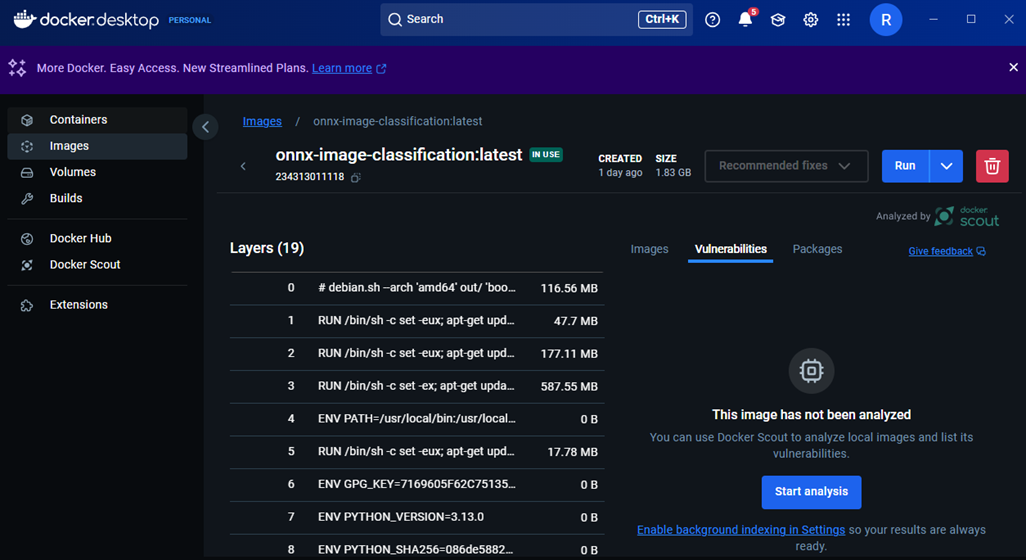 docker.desktop PERSONAL
Search Ctrl+K
5
R
More Docker. Easy Access. New Streamlined Plans. Learn more
Containers
Images
Volumes
Builds
Docker Hub
Docker Scout
Extensions
Images / onnx-image-classification:latest
onnx-image-classification:latest IN USE
234313011118
CREATED SIZE
1 day ago 1.83 GB
Recommended fixes
Run
Analyzed by docker scout
Layers (19)
Images Vulnerabilities Packages Give feedback
0 # debian.sh --arch 'amd64' out/ 'boo... 116.56 MB
1 RUN /bin/sh -c set -eux; apt-get upd... 47.7 MB
2 RUN /bin/sh -c set -eux; apt-get upd... 177.11 MB
3 RUN /bin/sh -c set -ex; apt-get upda... 587.55 MB
4 ENV PATH=/usr/local/bin:/usr/local... 0 B
5 RUN /bin/sh -c set -eux; apt-get upd... 17.78 MB
6 ENV GPG_KEY=7169605F62C75135... 0 B
7 ENV PYTHON_VERSION=3.13.0 0 B
8 ENV PYTHON_SHA256=086de5882... 0 B
This image has not been analyzed
You can use Docker Scout to analyze local images and list its
vulnerabilities.
Start analysis
Enable background indexing in Settings so your results are always
ready.